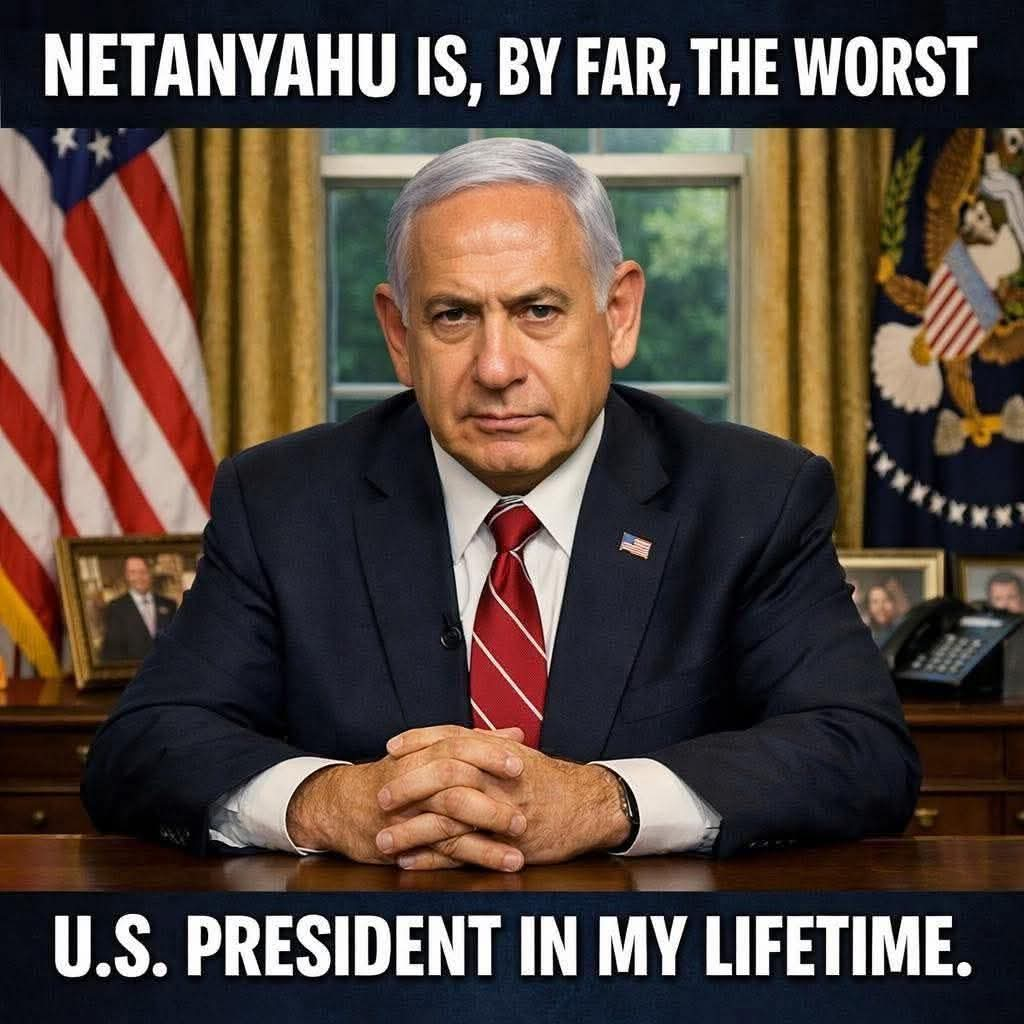 NETANYAHU IS, BY FAR, THE WORST
U.S. PRESIDENT IN MY LIFETIME.